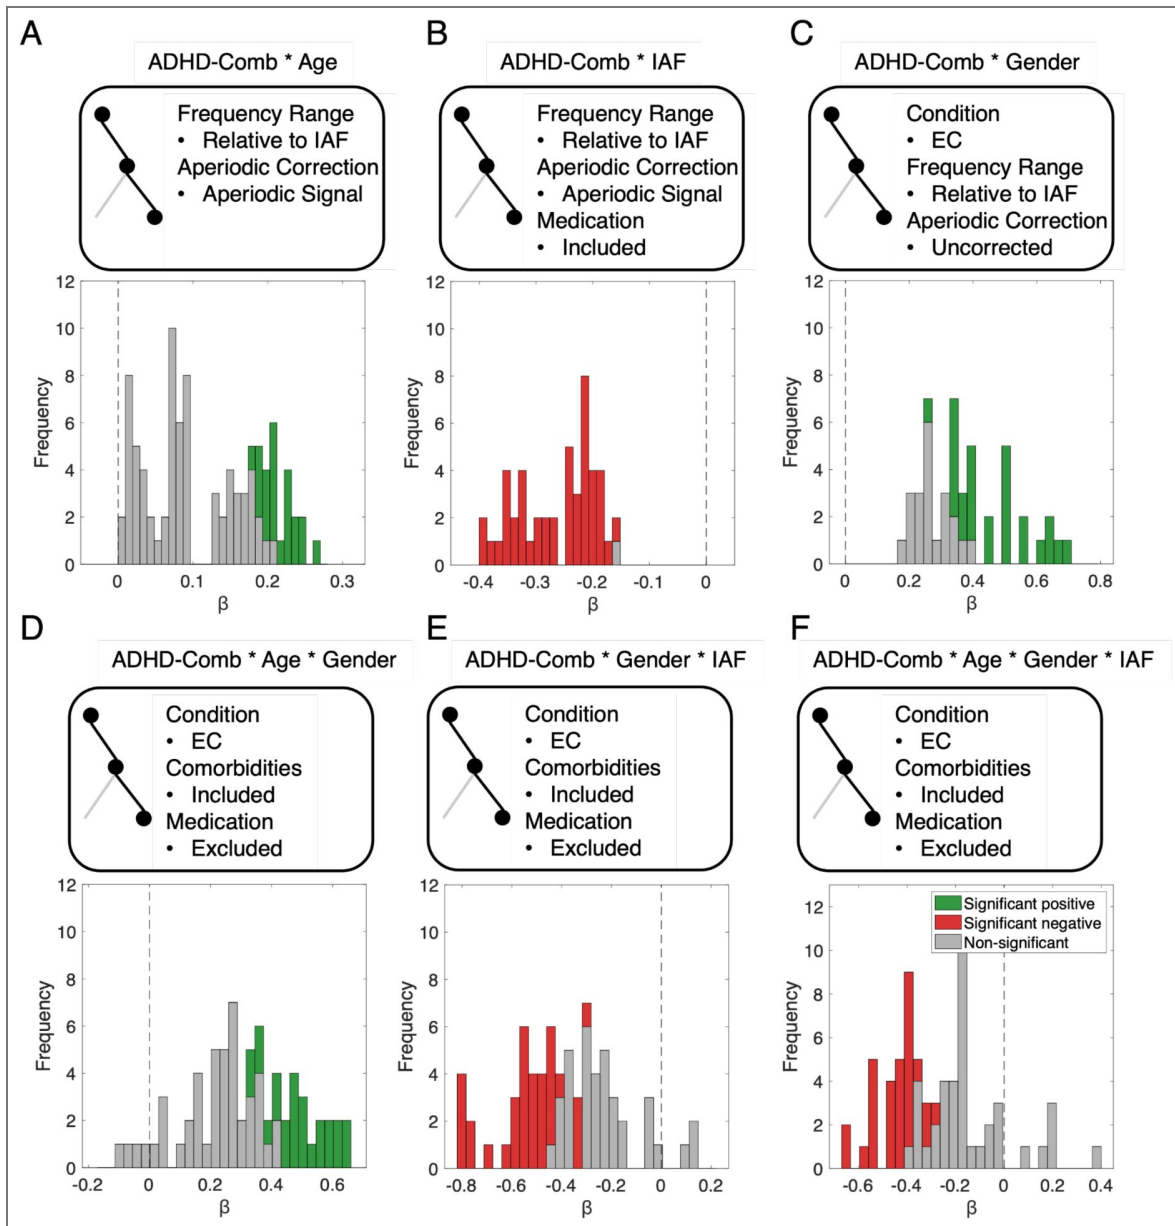 A
ADHD-Comb * Age
Frequency Range
• Relative to IAF
Aperiodic Correction
• Aperiodic Signal
12
10
8
6
4
2
0
Frequency
0
0.1
0.2
0.3
β
B
ADHD-Comb * IAF
Frequency Range
• Relative to IAF
Aperiodic Correction
• Aperiodic Signal
Medication
• Included
12
10
8
6
4
2
0
Frequency
-0.4
-0.3
-0.2
-0.1
0
β
C
ADHD-Comb * Gender
Condition
• EC
Frequency Range
• Relative to IAF
Aperiodic Correction
• Uncorrected
12
10
8
6
4
2
0
Frequency
0
0.2
0.4
0.6
0.8
β
D
ADHD-Comb * Age * Gender
Condition
• EC
Comorbidities
• Included
Medication
• Excluded
12
10
8
6
4
2
0
Frequency
-0.2
0
0.2
0.4
0.6
β
E
ADHD-Comb * Gender * IAF
Condition
• EC
Comorbidities
• Included
Medication
• Excluded
12
10
8
6
4
2
0
Frequency
-0.8
-0.6
-0.4
-0.2
0
0.2
β
F
ADHD-Comb * Age * Gender * IAF
Condition
• EC
Comorbidities
• Included
Medication
• Excluded
Significant positive
Significant negative
Non-significant
12
10
8
6
4
2
0
Frequency
-0.6
-0.4
-0.2
0
0.2
0.4
β